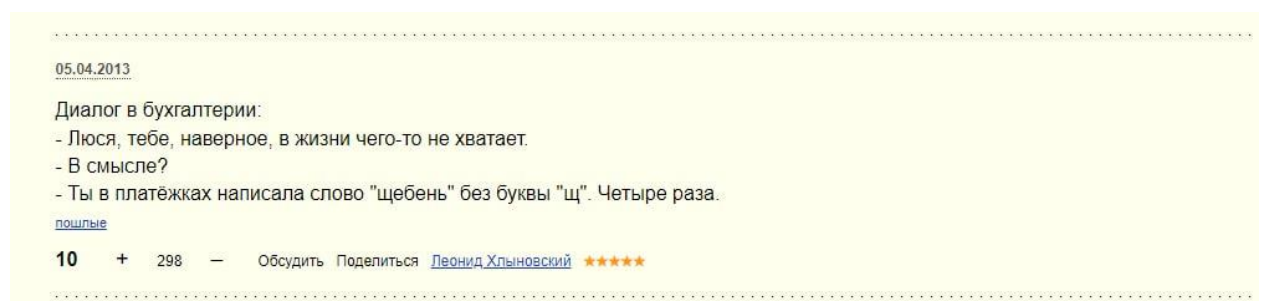 05.04.2013
Диалог в бухгалтерии:
- Люся, тебе, наверное, в жизни чего-то не хватает.
- В смысле?
- Ты в платёжках написала слово "щебень" без буквы "щ". Четыре раза.
пошлые
10 + 298 – Обсудить Поделиться Леонид Хлыновский ★★★★★